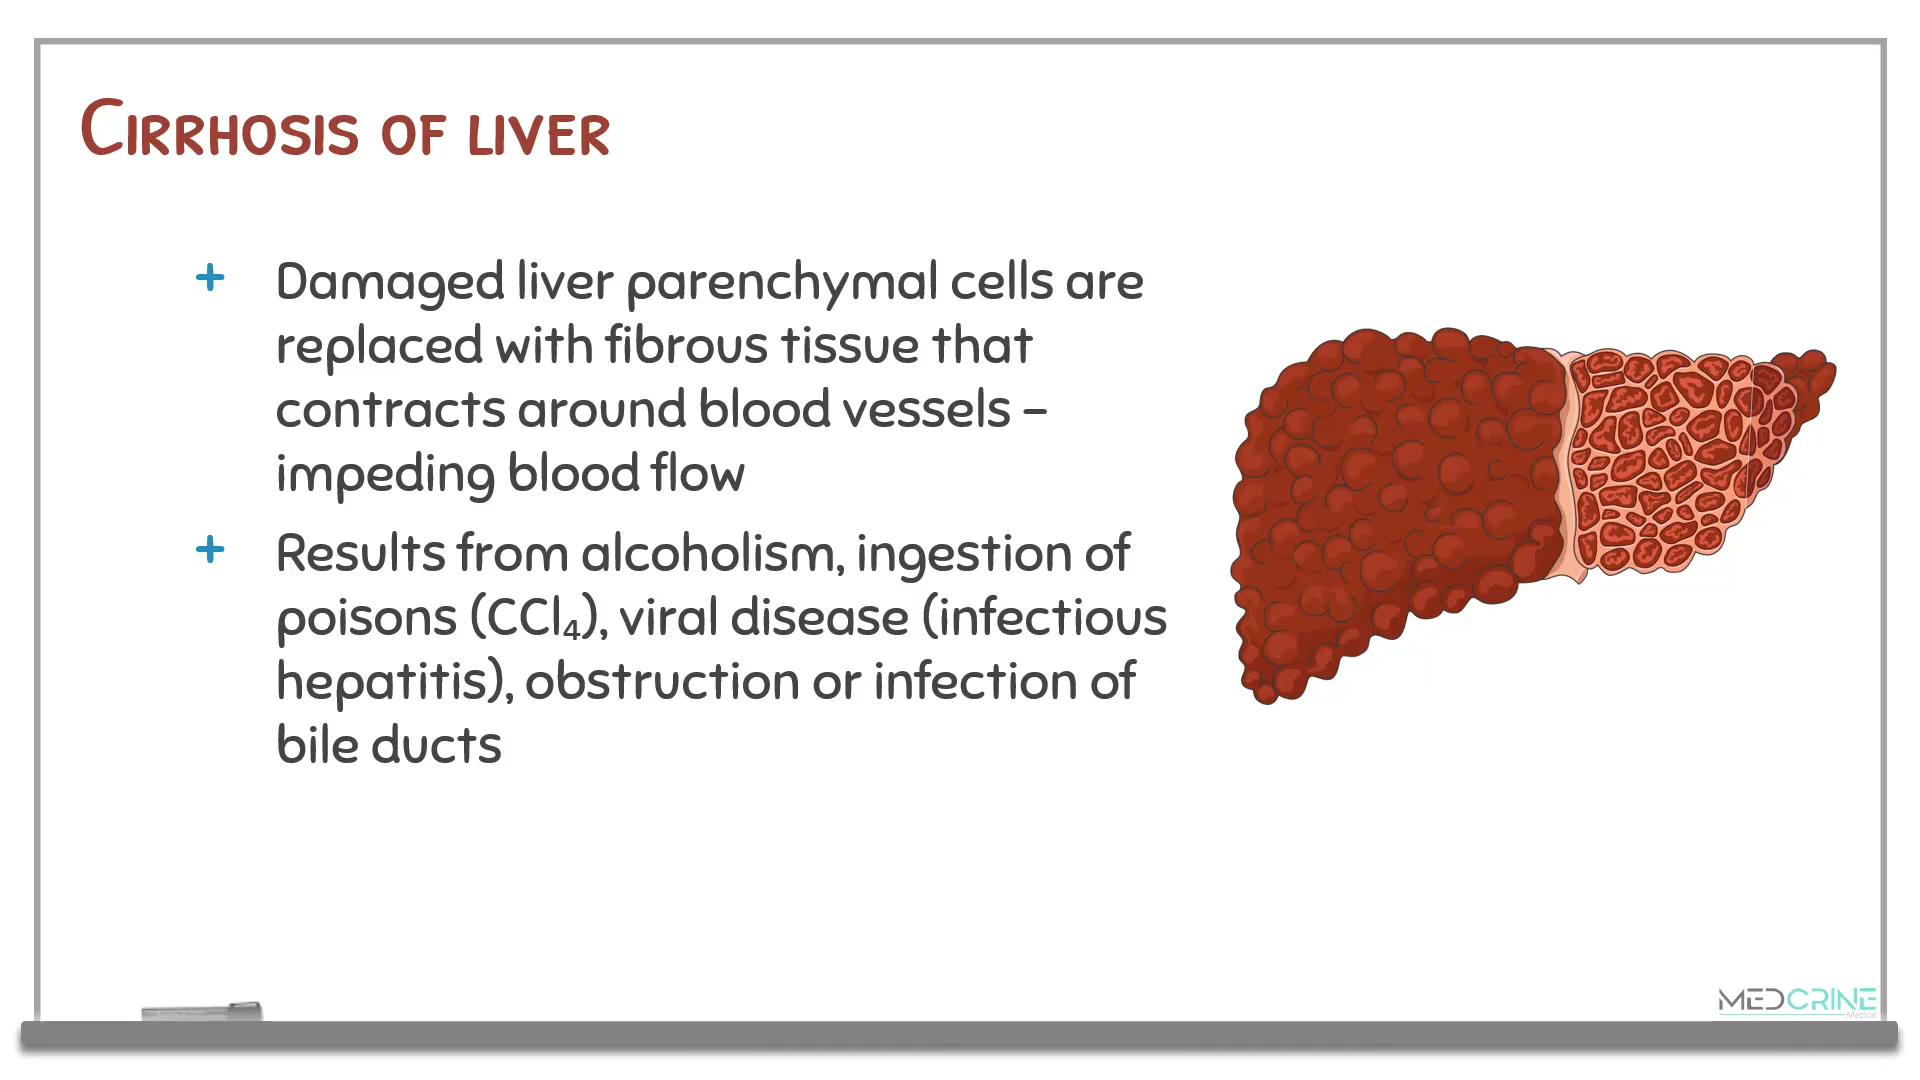 Cirrhosis of liver
+ Damaged liver parenchymal cells are
replaced with fibrous tissue that
contracts around blood vessels –
impeding blood flow
+ Results from alcoholism, ingestion of
poisons (CCl₄), viral disease (infectious
hepatitis), obstruction or infection of
bile ducts
MEDCRINE
Medical